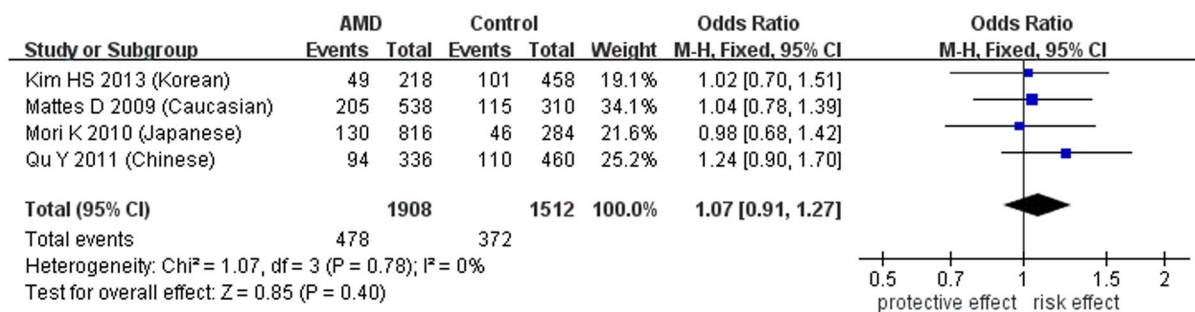 AMD Control Odds Ratio Odds Ratio
Study or Subgroup Events Total Events Total Weight M-H, Fixed, 95% CI M-H, Fixed, 95% CI
Kim HS 2013 (Korean) 49 218 101 458 19.1% 1.02 [0.70, 1.51]
Mattes D 2009 (Caucasian) 205 538 115 310 34.1% 1.04 [0.78, 1.39]
Mori K 2010 (Japanese) 130 816 46 284 21.6% 0.98 [0.68, 1.42]
Qu Y 2011 (Chinese) 94 336 110 460 25.2% 1.24 [0.90, 1.70]
Total (95% CI) 1908 1512 100.0% 1.07 [0.91, 1.27]
Total events 478 372
Heterogeneity: Chi² = 1.07, df = 3 (P = 0.78); I² = 0%
Test for overall effect: Z = 0.85 (P = 0.40)
0.5 0.7 1 1.5 2
protective effect risk effect